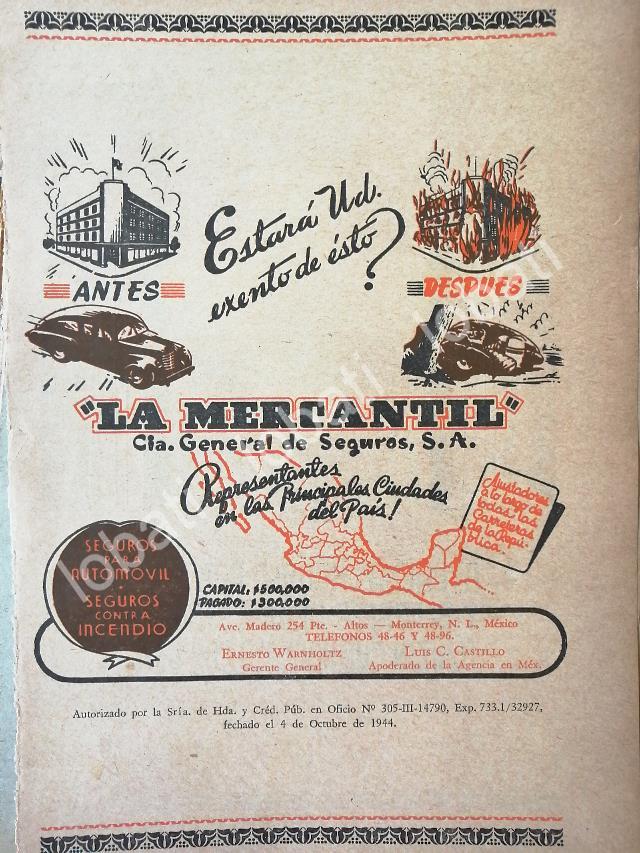 Estará Ud.
exento de ésto?
ANTES
DESPUES
"LA MERCANTIL"
Cia. General de Seguros, S.A.
Representantes
en las Principales Ciudades
del País!
Ajustadores
a lo largo de
todas las
Carreteras
de la Repú-
blica.
SEGUROS
PARA
AUTOMOVIL
•
SEGUROS
CONTRA
INCENDIO
CAPITAL: $500,000
PAGADO: $300,000
Ave. Madero 254 Pte. - Altos — Monterrey, N. L., México
TELEFONOS 48-46 Y 48-96.
ERNESTO WARNHOLTZ
Gerente General
LUIS C. CASTILLO
Apoderado de la Agencia en Méx.
Autorizado por la Sría. de Hda. y Créd. Púb. en Oficio Nº 305-III-14790, Exp. 733.1/32927,
fechado el 4 de Octubre de 1944.